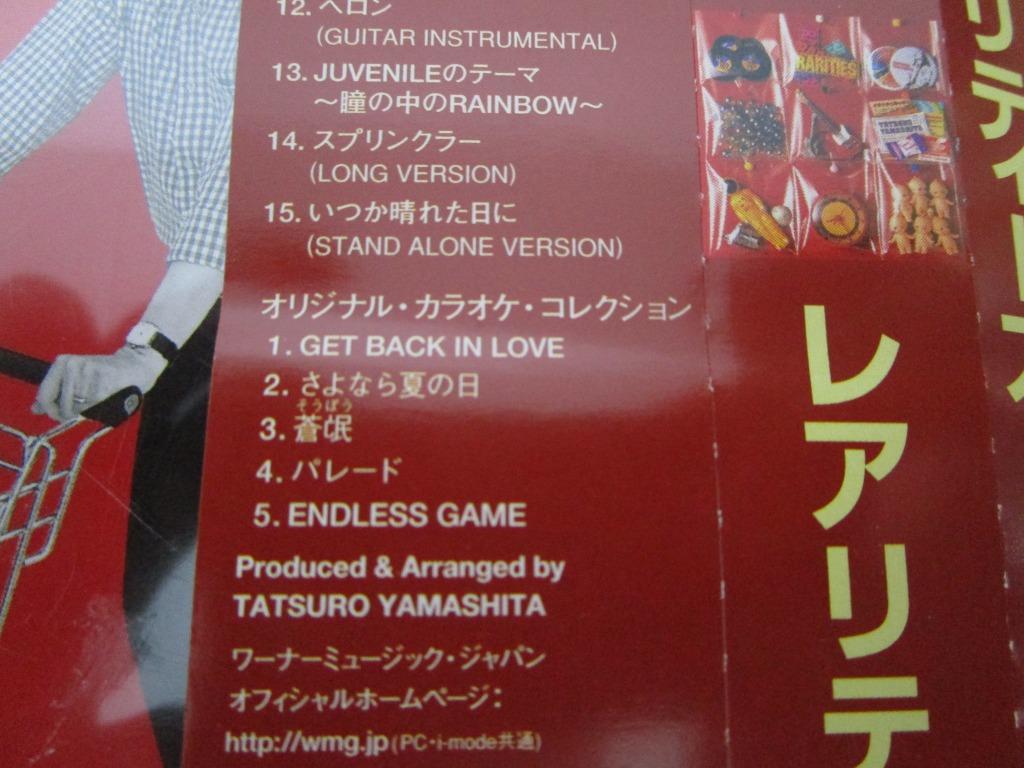 12. ヘロン
(GUITAR INSTRUMENTAL)
13. JUVENILEのテーマ
～瞳の中のRAINBOW～
14. スプリンクラー
(LONG VERSION)
15. いつか晴れた日に
(STAND ALONE VERSION)
オリジナル・カラオケ・コレクション
1. GET BACK IN LOVE
2. さよなら夏の日
そうぼう
3. 蒼氓
4. パレード
5. ENDLESS GAME
Produced & Arranged by
TATSURO YAMASHITA
ワーナーミュージック・ジャパン
オフィシャルホームページ：
http://wmg.jp (PC・i-mode共通)
RARITIES
TATSURO
YAMASHITA
レアリテ
リティーズ